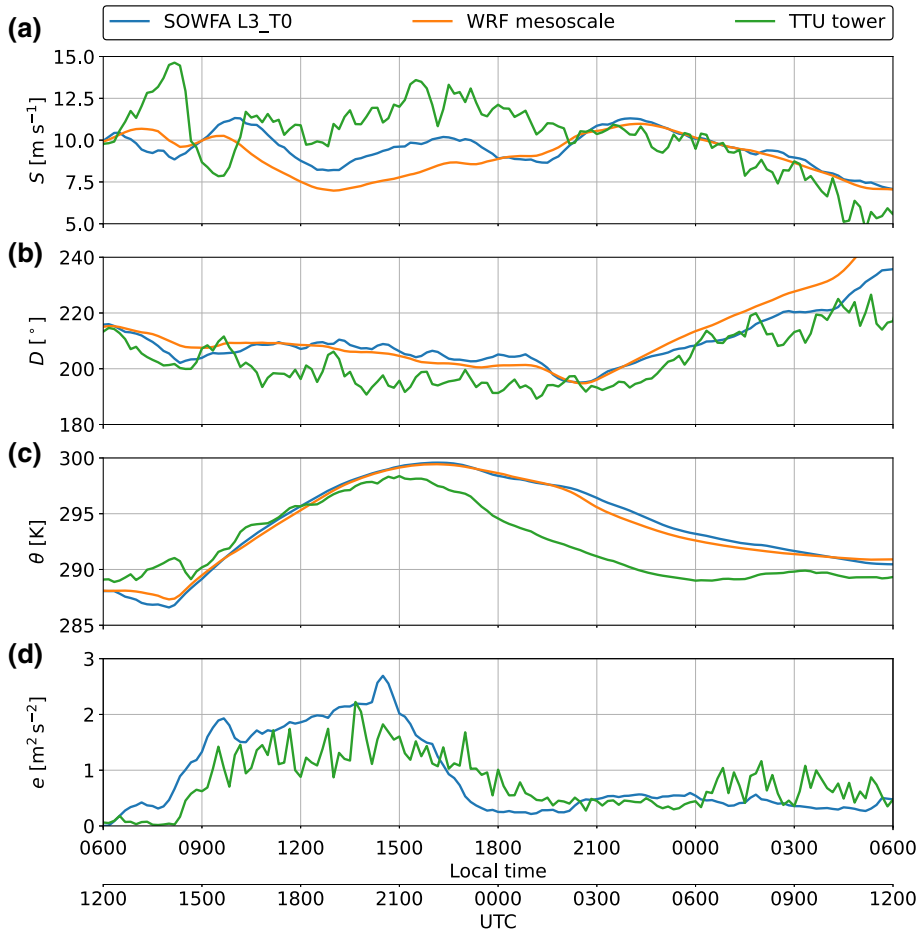 (a)
SOWFA L3_T0 WRF mesoscale TTU tower
15.0
12.5
10.0
7.5
5.0
S [m s⁻¹]
(b)
240
220
200
180
D [°]
(c)
300
295
290
285
θ [K]
(d)
3
2
1
0
e [m² s⁻²]
0600 0900 1200 1500 1800 2100 0000 0300 0600
Local time
1200 1500 1800 2100 0000 0300 0600 0900 1200
UTC